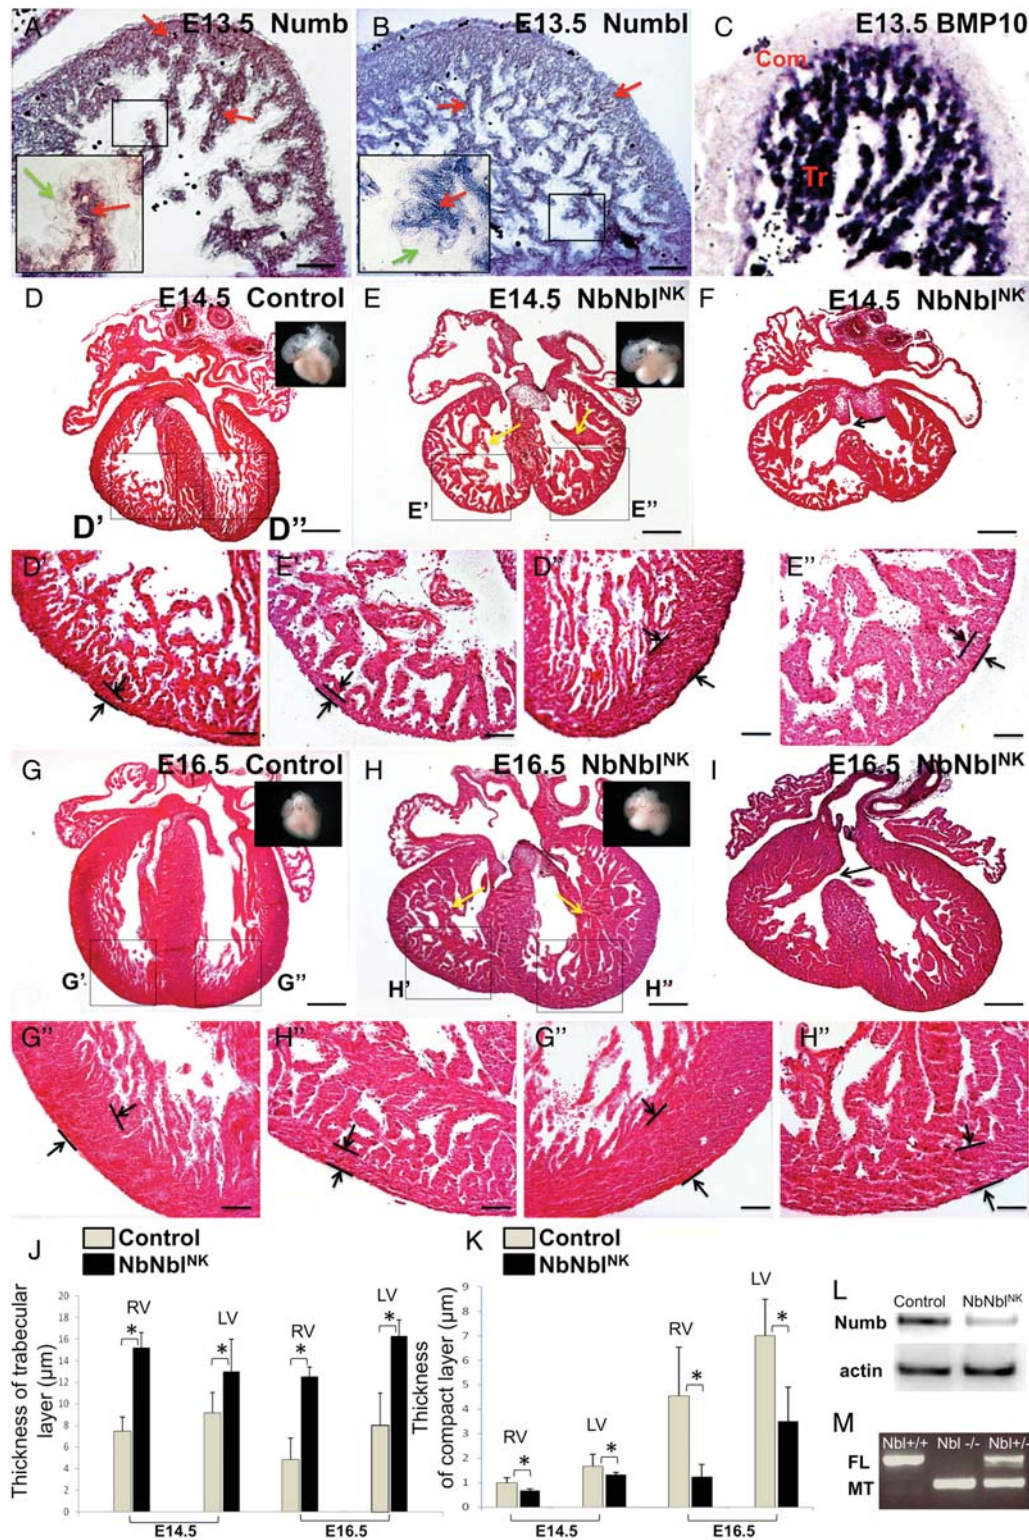 A E13.5 Numb
B E13.5 Numbl
C E13.5 BMP10
Com
Tr
D E14.5 Control
E E14.5 NbNbl^NK
F E14.5 NbNbl^NK
D' D''
E' E''
D' E' D'' E''
G E16.5 Control
H E16.5 NbNbl^NK
I E16.5 NbNbl^NK
G' G''
H' H''
G'' H'' G'' H''
J
Control
NbNbl^NK
Thickness of trabecular
layer (μm)
20
18
16
14
12
10
8
6
4
2
0
RV LV RV LV
* * * *
E14.5 E16.5
K
Control
NbNbl^NK
Thickness
of compact layer (μm)
9
8
7
6
5
4
3
2
1
0
RV LV RV LV
* * * *
E14.5 E16.5
L
Control NbNbl^NK
Numb
actin
M
Nbl+/+ Nbl -/- Nbl+/-
FL
MT